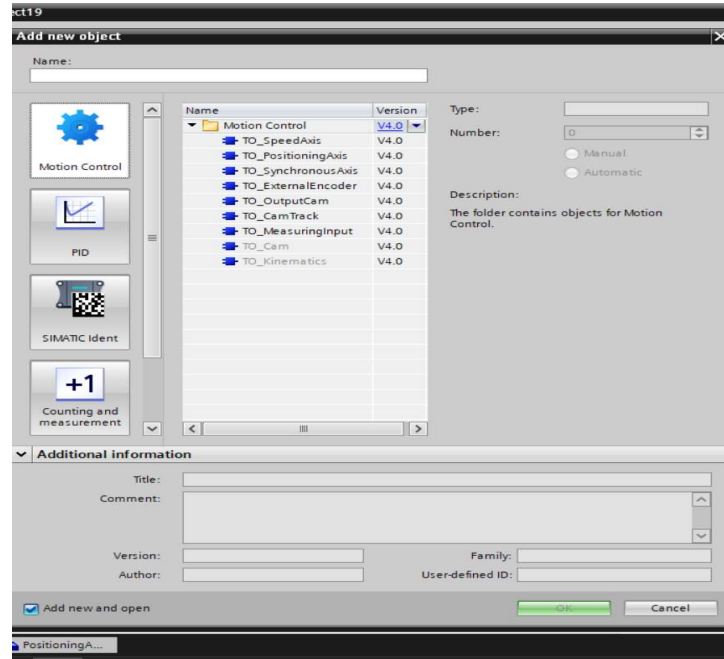 ect19
Add new object
Name:
Motion Control
PID
SIMATIC Ident
+1
Counting and
measurement
Name Version
Motion Control V4.0
TO_SpeedAxis V4.0
TO_PositioningAxis V4.0
TO_SynchronousAxis V4.0
TO_ExternalEncoder V4.0
TO_OutputCam V4.0
TO_CamTrack V4.0
TO_MeasuringInput V4.0
TO_Cam V4.0
TO_Kinematics V4.0
Type:
Number: 0
Manual
Automatic
Description:
The folder contains objects for Motion
Control.
Additional information
Title:
Comment:
Version: Family:
Author: User-defined ID:
Add new and open OK Cancel
PositioningA...